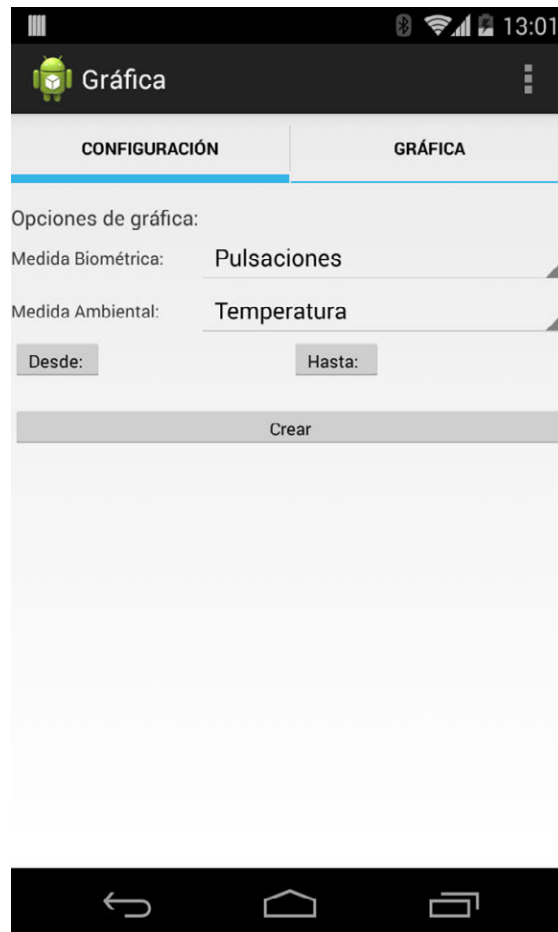 13:01
Gráfica
CONFIGURACIÓN GRÁFICA
Opciones de gráfica:
Medida Biométrica: Pulsaciones
Medida Ambiental: Temperatura
Desde: Hasta:
Crear